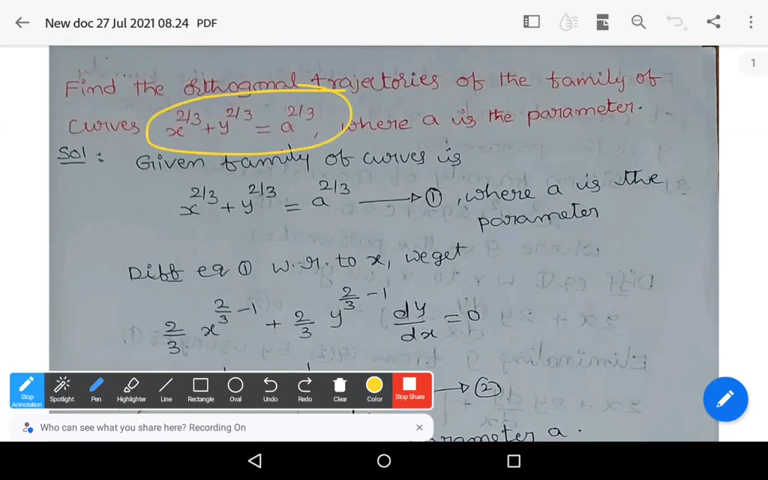 New doc 27 Jul 2021 08.24 PDF
1
Find the orthogonal trajectories of the family of
curves x^2/3 + y^2/3 = a^2/3, where a is the parameter.
Sol: Given family of curves is
x^2/3 + y^2/3 = a^2/3 → ①, where a is the
parameter
Diff eq ① w.r. to x, we get
2/3 x^(2/3 - 1) + 2/3 y^(2/3 - 1) dy/dx = 0
→ ②
Stop Annotation Spotlight Pen Highlighter Line Rectangle Oval Undo Redo Clear Color Stop Share
Who can see what you share here? Recording On
parameter a.